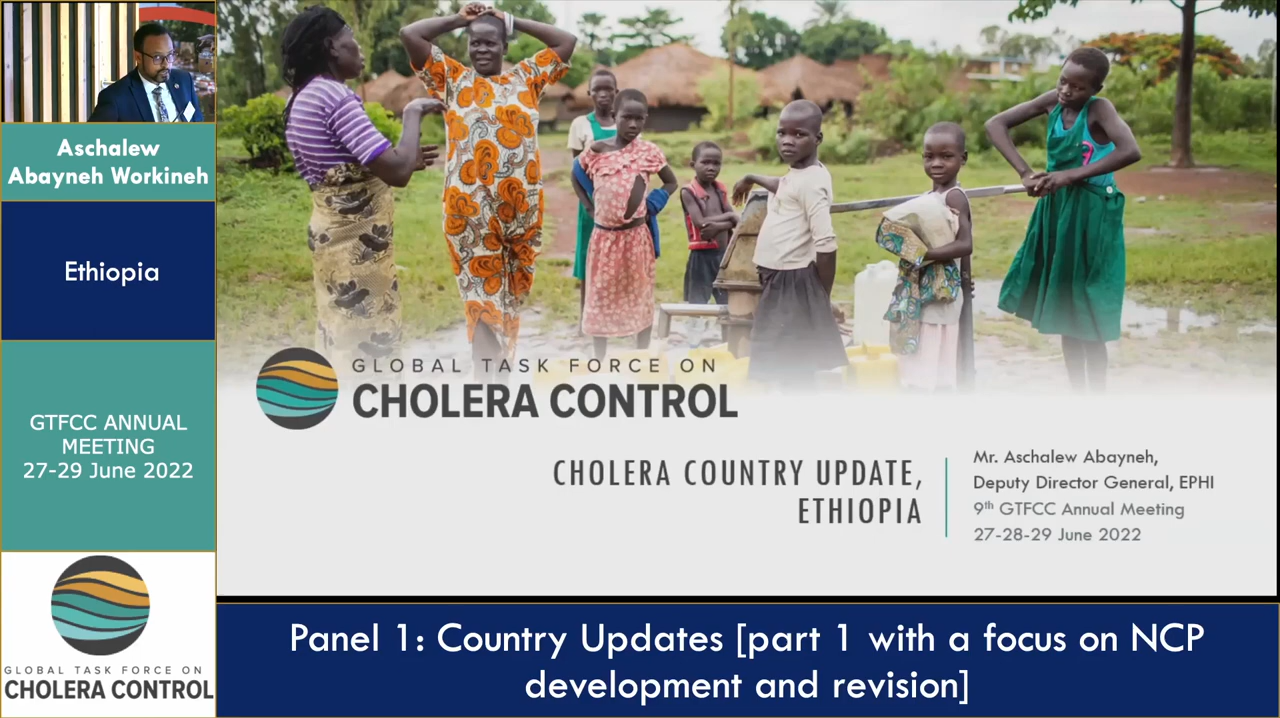 Aschalew
Abayneh Workineh
Ethiopia
GTFCC ANNUAL
MEETING
27-29 June 2022
GLOBAL TASK FORCE ON
CHOLERA CONTROL
GLOBAL TASK FORCE ON
CHOLERA CONTROL
CHOLERA COUNTRY UPDATE,
ETHIOPIA
Mr. Aschalew Abayneh,
Deputy Director General, EPHI
9th GTFCC Annual Meeting
27-28-29 June 2022
Panel 1: Country Updates [part 1 with a focus on NCP
development and revision]